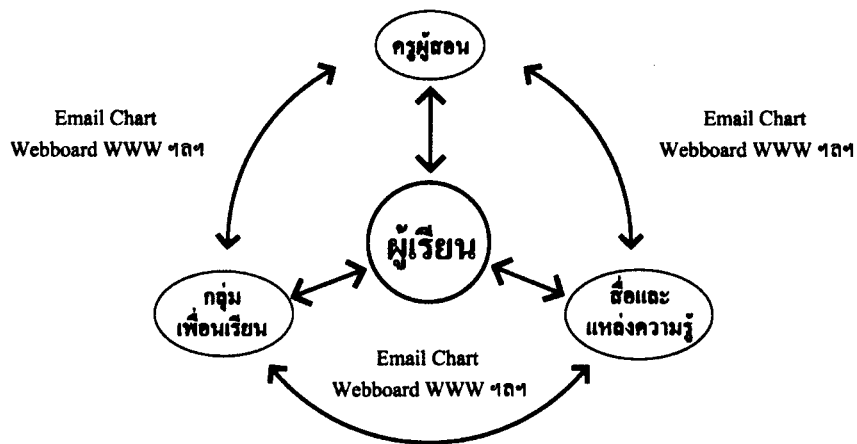 ครูผู้สอน
Email Chart
Webboard WWW ฯลฯ
Email Chart
Webboard WWW ฯลฯ
ผู้เรียน
กลุ่ม
เพื่อนเรียน
สื่อและ
แหล่งความรู้
Email Chart
Webboard WWW ฯลฯ